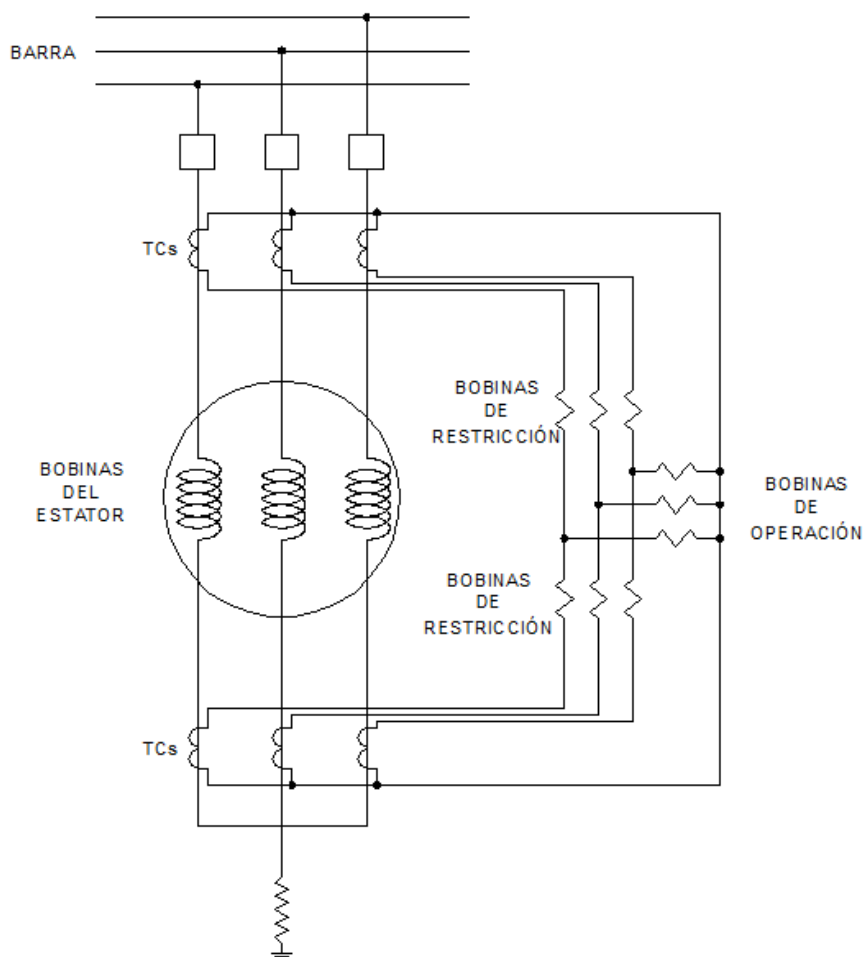 BARRA
TCs
BOBINAS
DE
RESTRICCIÓN
BOBINAS
DEL
ESTATOR
BOBINAS
DE
OPERACIÓN
BOBINAS
DE
RESTRICCIÓN
TCs